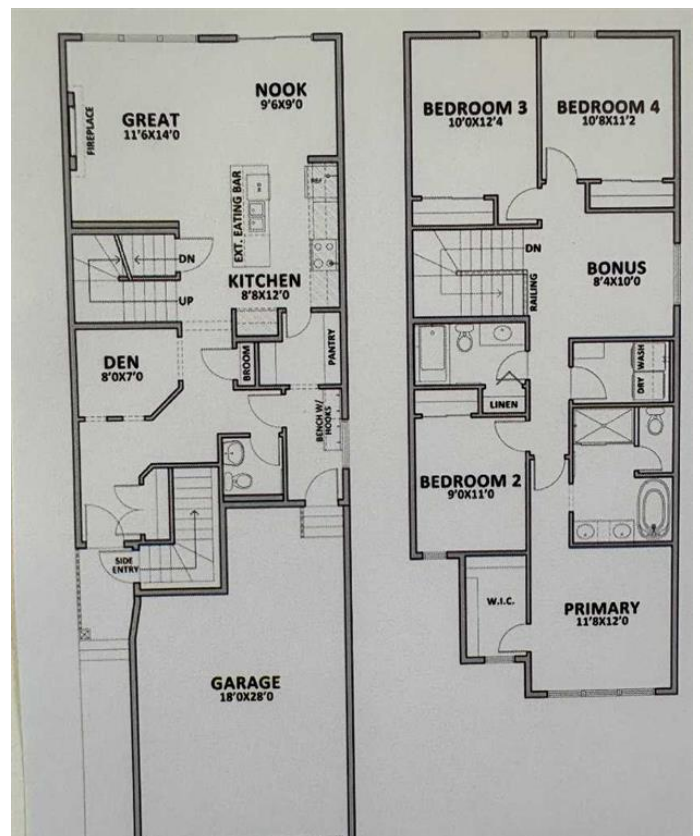 NOOK
9'6X9'0
GREAT
11'6X14'0
FIREPLACE
EXT. EATING BAR
REF.
DN
UP
KITCHEN
8'8X12'0
DEN
8'0X7'0
BROOM
PANTRY
BENCH W/
HOOKS
SIDE
ENTRY
GARAGE
18'0X28'0
BEDROOM 3
10'0X12'4
BEDROOM 4
10'8X11'2
DN
RAILING
BONUS
8'4X10'0
WASH
DRY
LINEN
BEDROOM 2
9'0X11'0
W.I.C.
PRIMARY
11'8X12'0